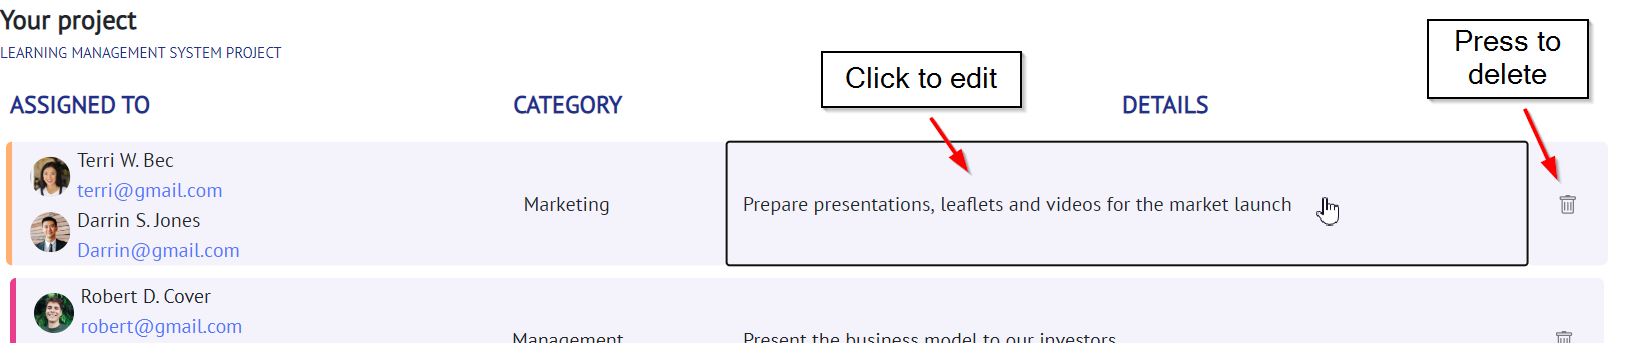 Your project
LEARNING MANAGEMENT SYSTEM PROJECT
Click to edit
Press to
delete
ASSIGNED TO
CATEGORY
DETAILS
Terri W. Bec
terri@gmail.com
Darrin S. Jones
Darrin@gmail.com
Marketing
Prepare presentations, leaflets and videos for the market launch
Robert D. Cover
robert@gmail.com
Management
Present the business model to our investors